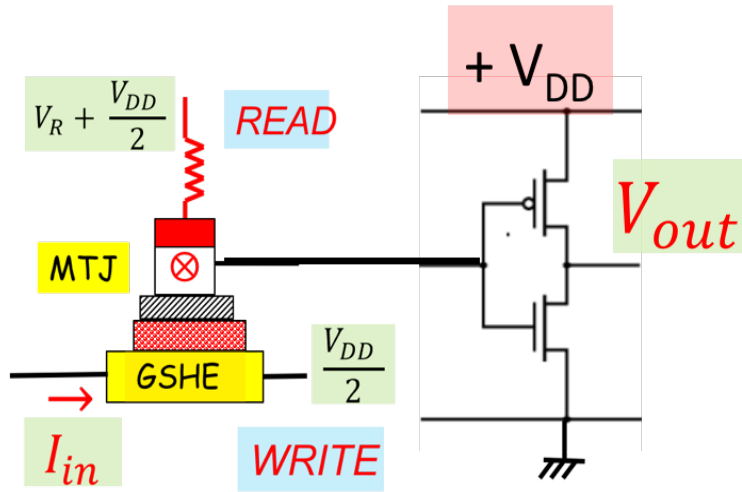 + V_DD
V_R + V_DD/2
READ
V_out
MTJ
GSHE
V_DD/2
I_in
WRITE